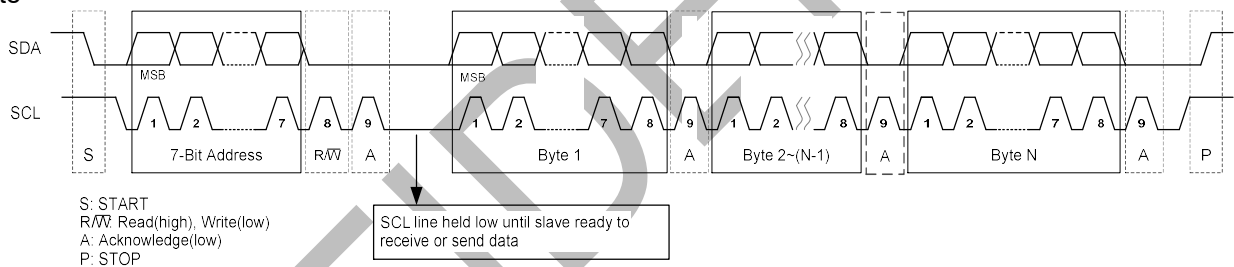 SDA
MSB
MSB
SCL
1 2 7 8 9 1 2 7 8 9 1 2 8 9 1 2 7 8 9
S 7-Bit Address R/W A Byte 1 A Byte 2~(N-1) A Byte N A P
S: START
R/W: Read(high), Write(low)
A: Acknowledge(low)
P: STOP
SCL line held low until slave ready to
receive or send data